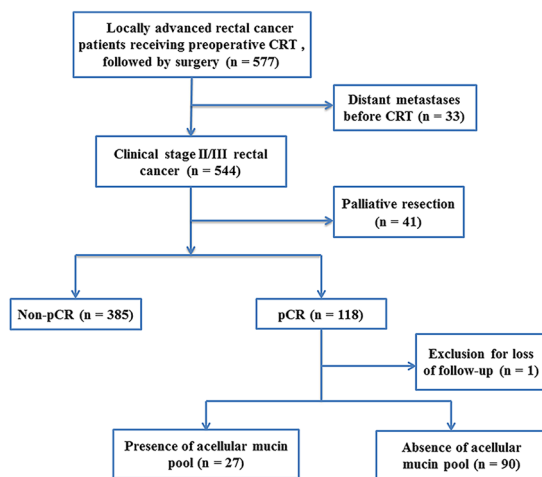 Locally advanced rectal cancer
patients receiving preoperative CRT ,
followed by surgery (n = 577)
Distant metastases
before CRT (n = 33)
Clinical stage II/III rectal
cancer (n = 544)
Palliative resection
(n = 41)
Non-pCR (n = 385)
pCR (n = 118)
Exclusion for loss
of follow-up (n = 1)
Presence of acellular mucin
pool (n = 27)
Absence of acellular
mucin pool (n = 90)